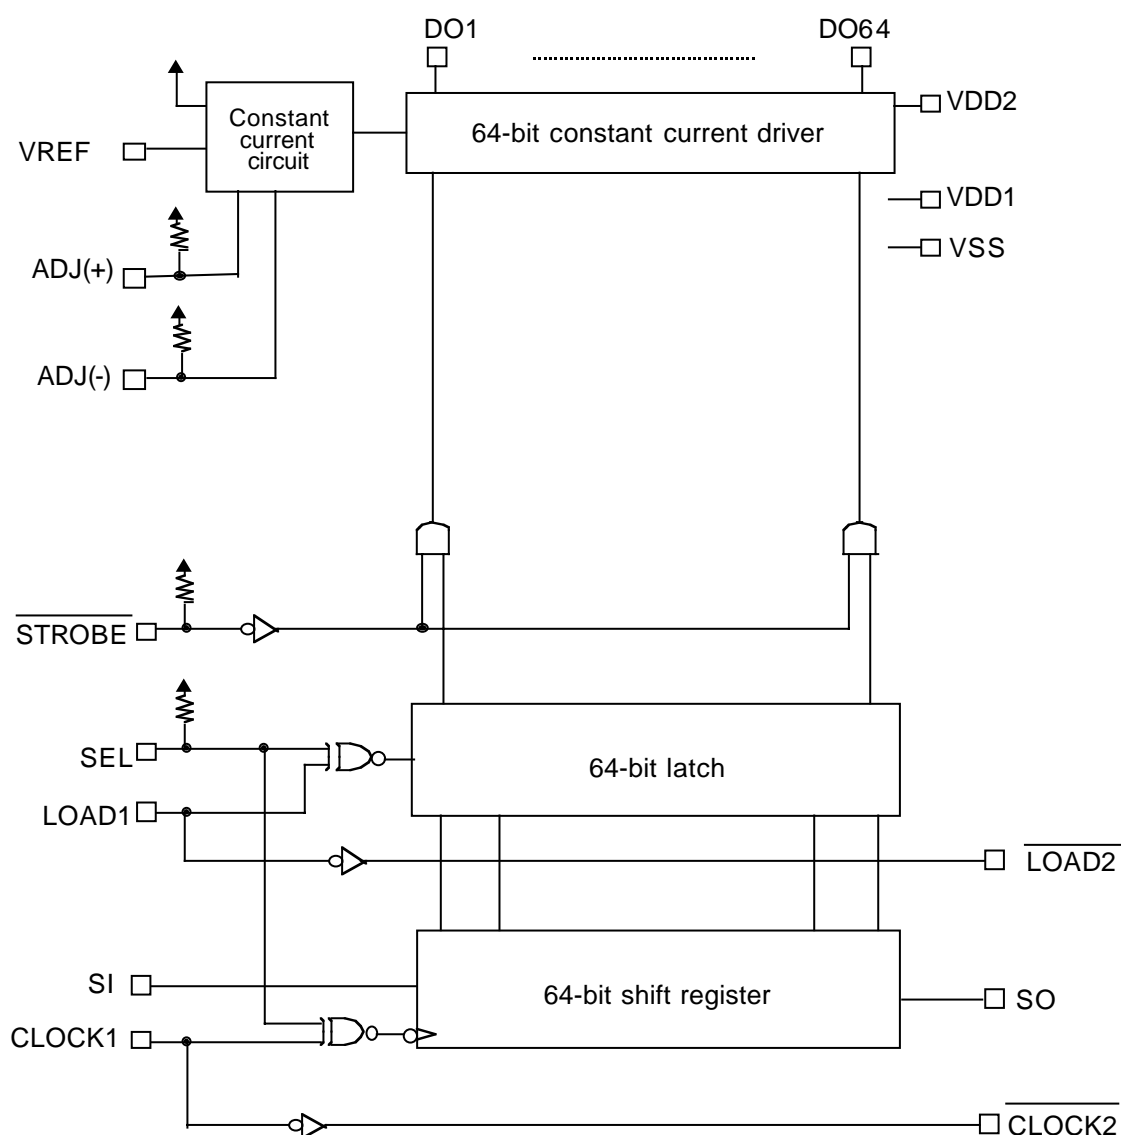 DO1
DO64
Constant
current
circuit
64-bit constant current driver
VDD2
VREF
VDD1
VSS
ADJ(+)
ADJ(-)
STROBE
SEL
64-bit latch
LOAD1
LOAD2
SI
64-bit shift register
SO
CLOCK1
CLOCK2